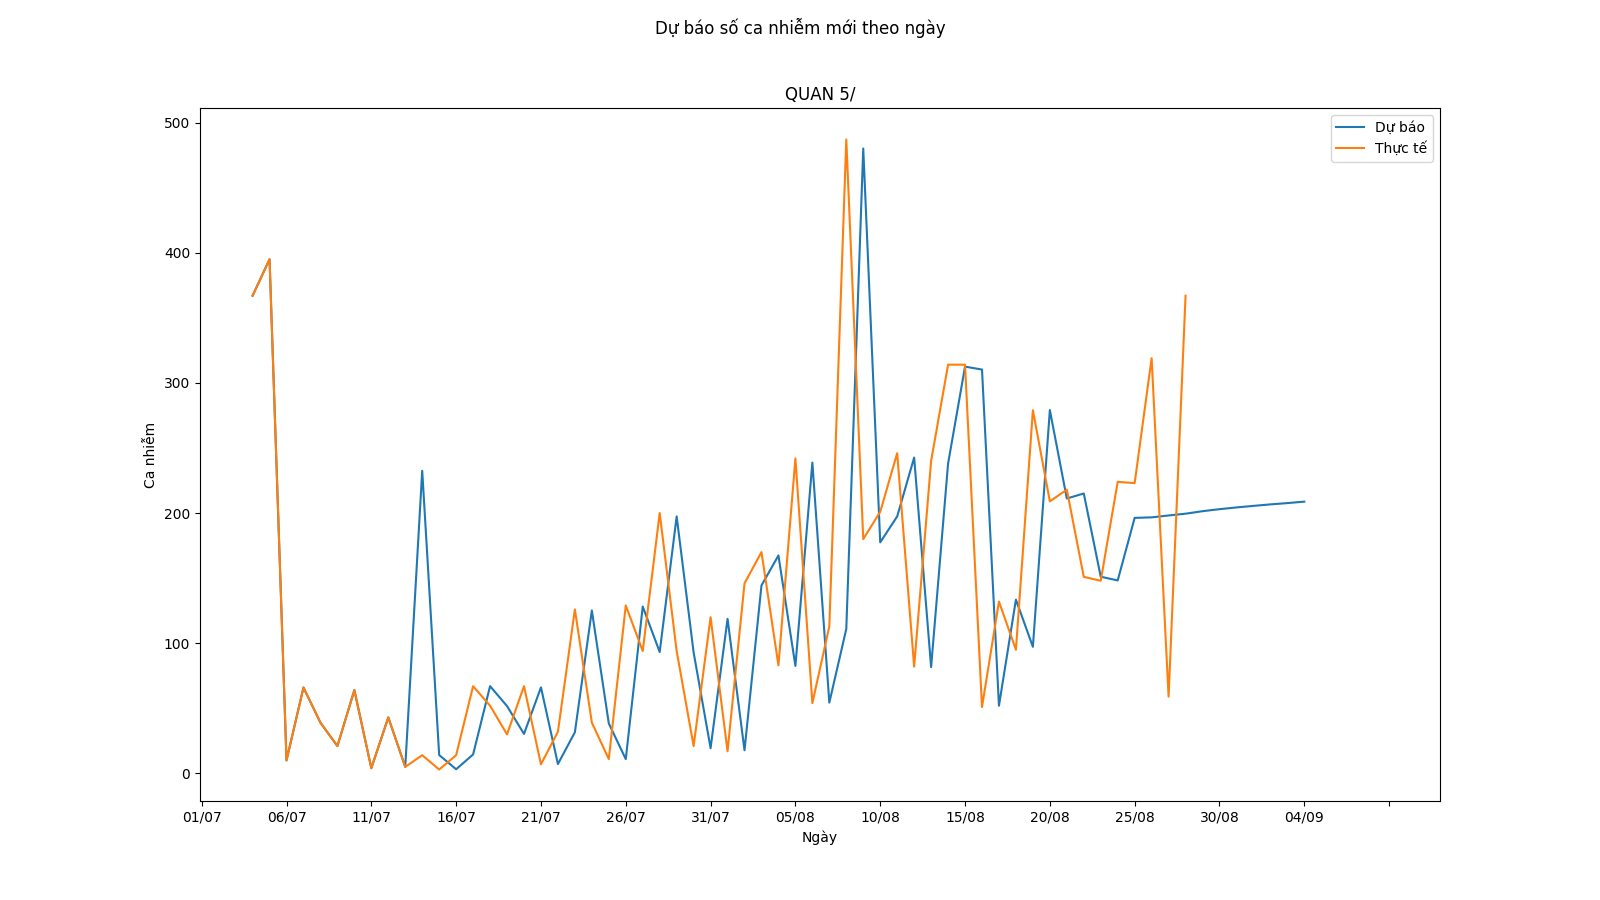 Dự báo số ca nhiễm mới theo ngày
QUAN 5/
Dự báo
Thực tế
500
400
300
200
100
0
Ca nhiễm
01/07 06/07 11/07 16/07 21/07 26/07 31/07 05/08 10/08 15/08 20/08 25/08 30/08 04/09
Ngày